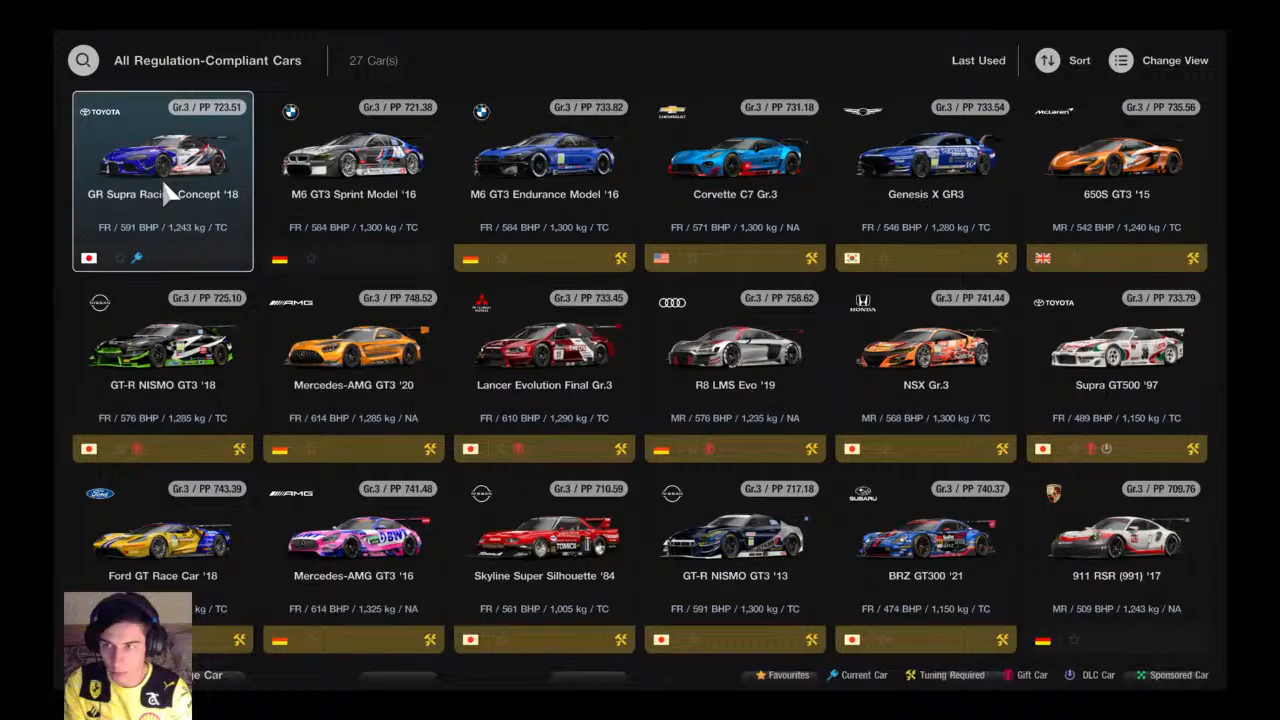 All Regulation-Compliant Cars
27 Car(s)
Last Used
Sort
Change View
TOYOTA
Gr.3 / PP 723.51
GR Supra Racing Concept '18
FR / 591 BHP / 1,243 kg / TC
Gr.3 / PP 721.38
M6 GT3 Sprint Model '16
FR / 584 BHP / 1,300 kg / TC
Gr.3 / PP 733.82
M6 GT3 Endurance Model '16
FR / 584 BHP / 1,300 kg / TC
CHEVROLET
Gr.3 / PP 731.18
Corvette C7 Gr.3
FR / 571 BHP / 1,300 kg / NA
Gr.3 / PP 733.54
Genesis X GR3
FR / 546 BHP / 1,280 kg / TC
McLaren
Gr.3 / PP 735.56
650S GT3 '15
MR / 542 BHP / 1,240 kg / TC
Gr.3 / PP 725.10
GT-R NISMO GT3 '18
FR / 576 BHP / 1,285 kg / TC
AMG
Gr.3 / PP 748.52
Mercedes-AMG GT3 '20
FR / 614 BHP / 1,285 kg / NA
Gr.3 / PP 733.45
Lancer Evolution Final Gr.3
FR / 610 BHP / 1,290 kg / TC
Gr.3 / PP 758.62
R8 LMS Evo '19
MR / 576 BHP / 1,235 kg / NA
HONDA
Gr.3 / PP 741.44
NSX Gr.3
MR / 568 BHP / 1,300 kg / TC
TOYOTA
Gr.3 / PP 733.79
Supra GT500 '97
FR / 489 BHP / 1,150 kg / TC
Ford
Gr.3 / PP 743.39
Ford GT Race Car '18
kg / TC
AMG
Gr.3 / PP 741.48
Mercedes-AMG GT3 '16
FR / 614 BHP / 1,325 kg / NA
Gr.3 / PP 710.59
Skyline Super Silhouette '84
FR / 561 BHP / 1,005 kg / TC
Gr.3 / PP 717.18
GT-R NISMO GT3 '13
FR / 591 BHP / 1,300 kg / TC
SUBARU
Gr.3 / PP 740.37
BRZ GT300 '21
FR / 474 BHP / 1,150 kg / TC
Gr.3 / PP 709.76
911 RSR (991) '17
MR / 509 BHP / 1,243 kg / NA
Car
Favourites
Current Car
Tuning Required
Gift Car
DLC Car
Sponsored Car